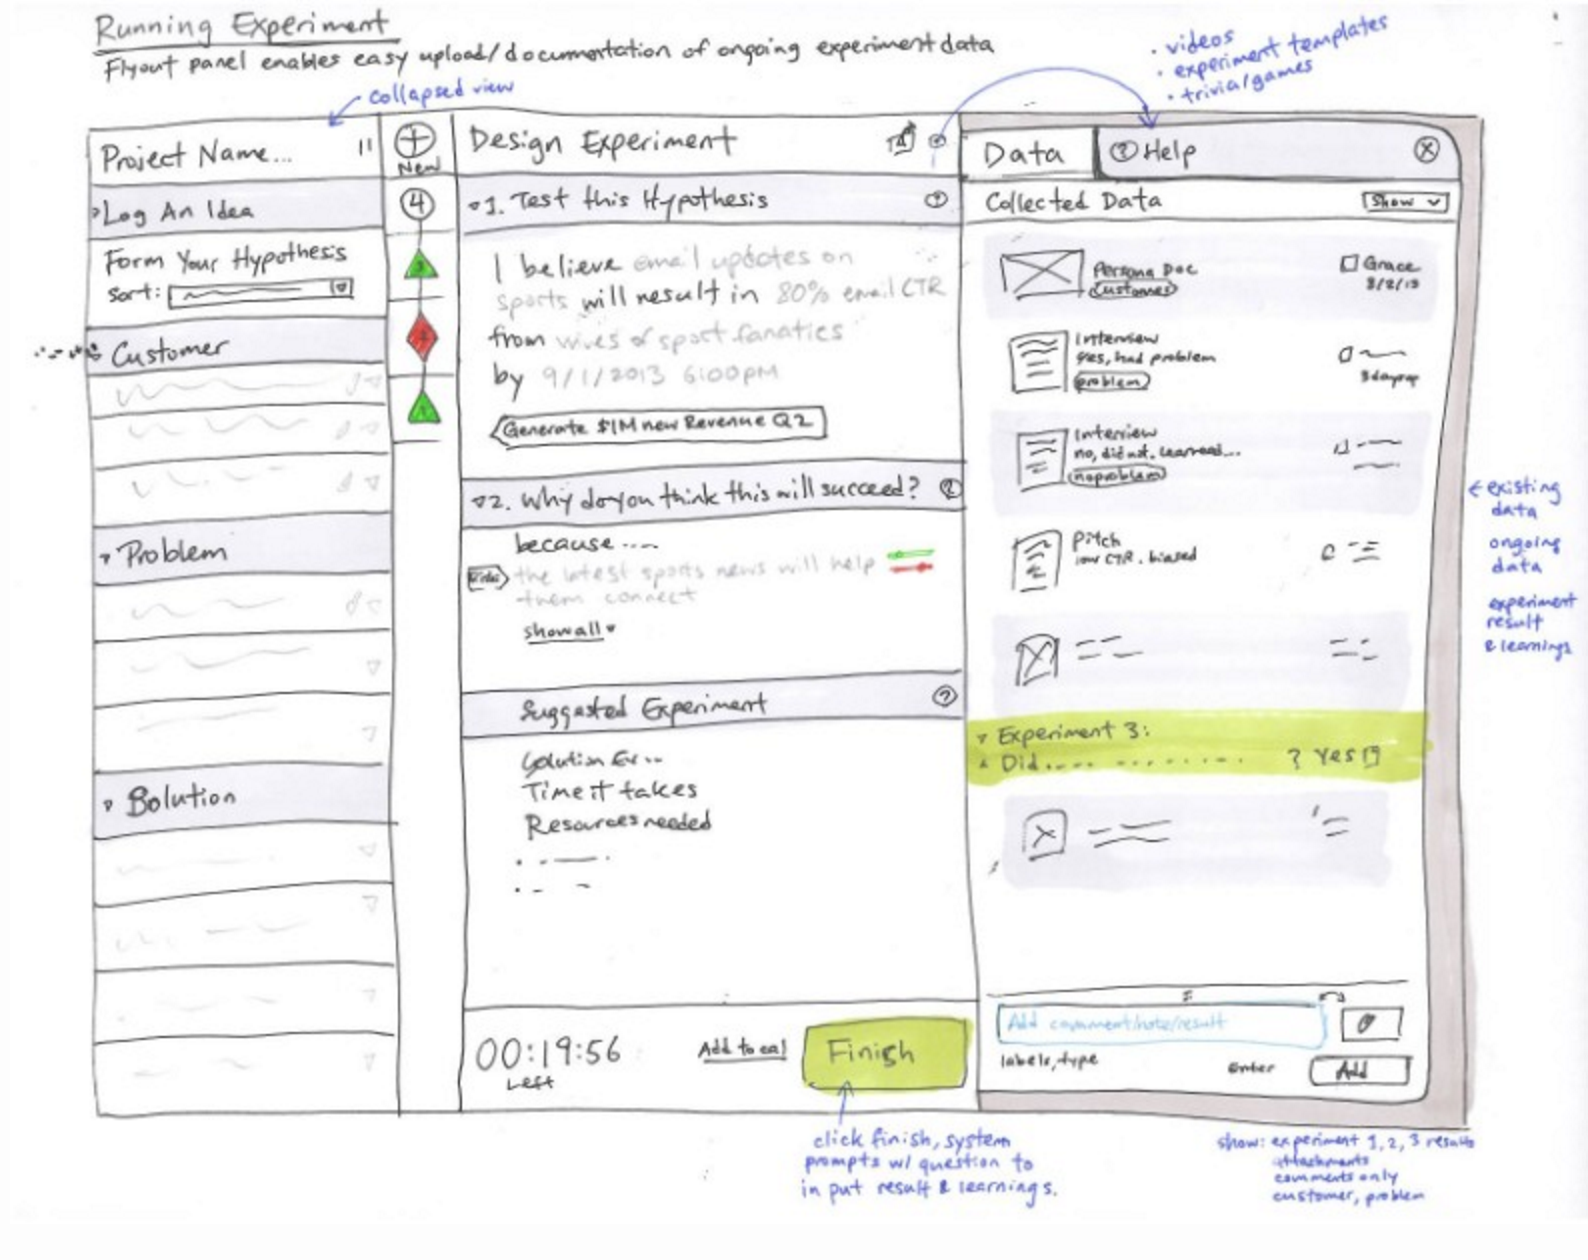 Running Experiment
Flyout panel enables easy upload/documentation of ongoing experiment data
collapsed view
• videos
• experiment templates
• trivia/games
Project Name...
Log An Idea
Form Your Hypothesis
Sort:
Customer
Problem
Solution
New
4
3
2
1
Design Experiment
1. Test this Hypothesis
I believe email updates on
sports will result in 80% email CTR
from wives of sport fanatics
by 9/1/2013 6:00PM
Generate $1M new Revenue Q2
2. Why do you think this will succeed?
because....
the latest sports news will help
them connect
show all
Suggested Experiment
Solution Ex...
Time it takes
Resources needed
00:19:56
Left
Add to cal
Finish
click finish, system
prompts w/ question to
input result & learnings.
Data
? Help
X
Collected Data
Show
Persona Doc
Customer
Grace
Interview
yes, had problem
problem
Interview
no, did not. learned...
no problem
Pitch
low CTR. biased
Experiment 3:
Did .... ? Yes
Add comment/note/result
labels, type
enter
Add
← existing
data
ongoing
data
experiment
result
& learnings
show: experiment 1, 2, 3 results
attachments
comments only
customer, problem